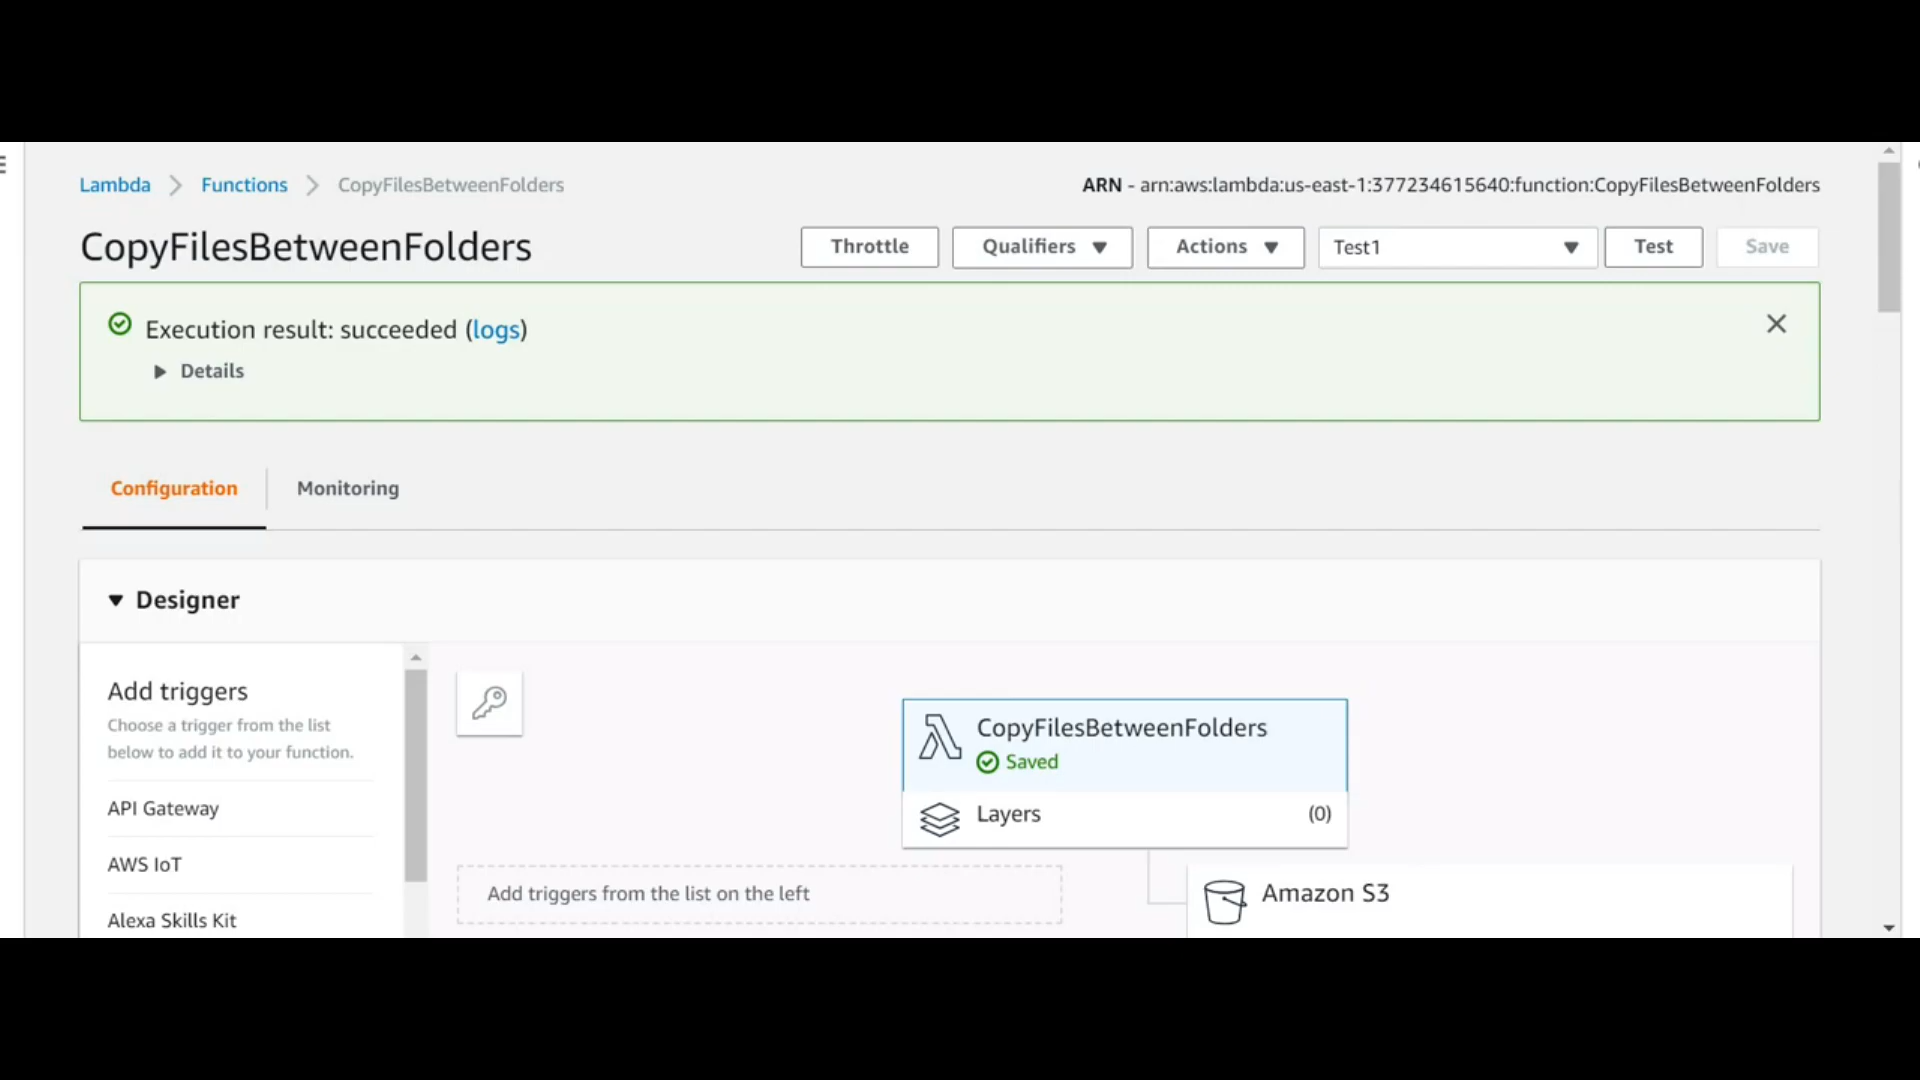 Lambda Functions CopyFilesBetweenFolders ARN - arn:aws:lambda:us-east-1:377234615640:function:CopyFilesBetweenFolders
CopyFilesBetweenFolders Throttle Qualifiers Actions Test1 Test Save
Execution result: succeeded (logs)
Details
Configuration Monitoring
Designer
Add triggers
Choose a trigger from the list
below to add it to your function.
API Gateway
AWS IoT
Alexa Skills Kit
CopyFilesBetweenFolders
Saved
Layers (0)
Add triggers from the list on the left
Amazon S3